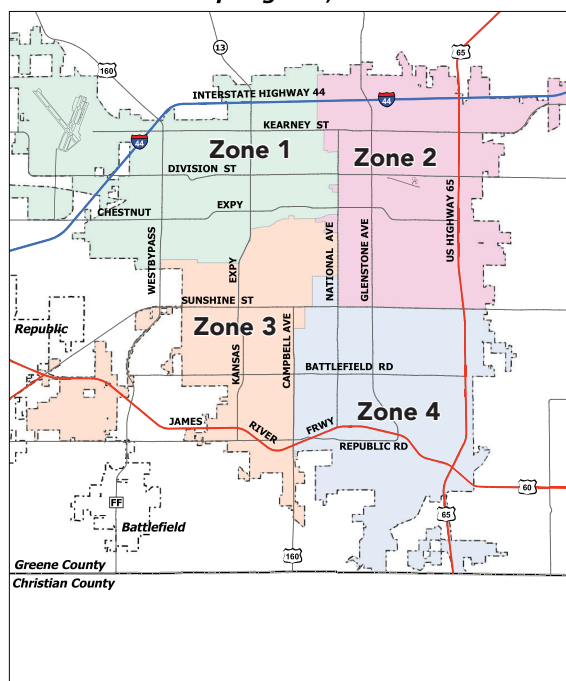 65
13
160
INTERSTATE HIGHWAY 44
44
KEARNEY ST
44
Zone 1
Zone 2
DIVISION ST
US HIGHWAY 65
CHESTNUT
EXPY
WESTBYPASS
EXPY
NATIONAL AVE
GLENSTONE AVE
SUNSHINE ST
Republic
Zone 3
KANSAS
CAMPBELL AVE
BATTLEFIELD RD
Zone 4
JAMES
RIVER
FRWY
REPUBLIC RD
60
FF
65
Battlefield
160
Greene County
Christian County